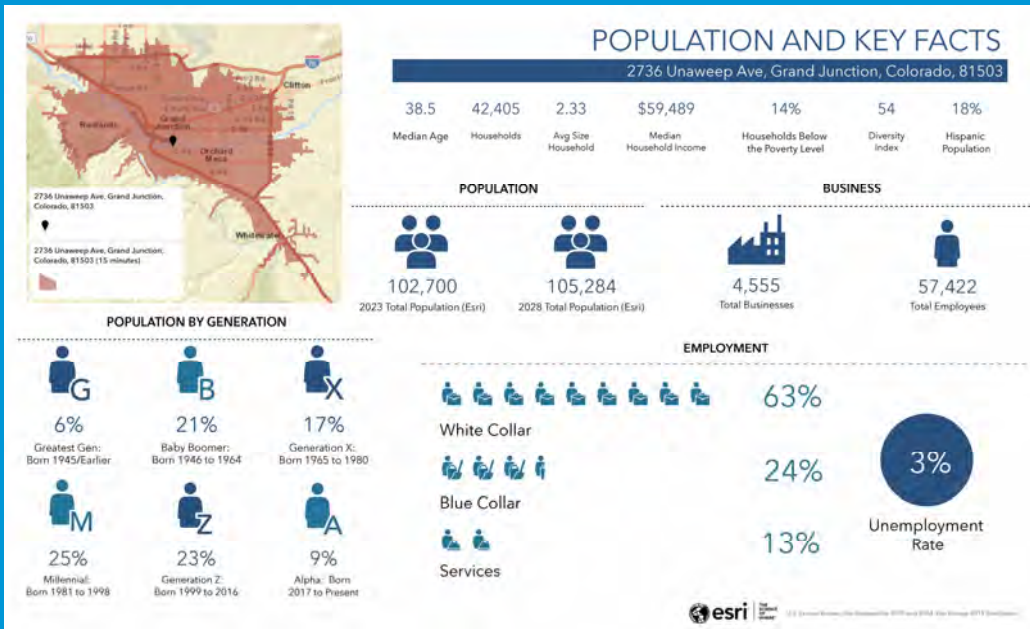 POPULATION AND KEY FACTS
2736 Unaweep Ave, Grand Junction, Colorado, 81503
38.5
Median Age
42,405
Households
2.33
Avg Size
Household
$59,489
Median
Household Income
14%
Households Below
the Poverty Level
54
Diversity
Index
18%
Hispanic
Population
70
Clifton
Redlands
Grand
Junction
Orchard
Mesa
Whitewater
2736 Unaweep Ave, Grand Junction,
Colorado, 81503
2736 Unaweep Ave, Grand Junction,
Colorado, 81503 (15 minutes)
POPULATION
102,700
2023 Total Population (Esri)
105,284
2028 Total Population (Esri)
BUSINESS
4,555
Total Businesses
57,422
Total Employees
POPULATION BY GENERATION
G
6%
Greatest Gen:
Born 1945/Earlier
B
21%
Baby Boomer:
Born 1946 to 1964
X
17%
Generation X:
Born 1965 to 1980
M
25%
Millennial:
Born 1981 to 1998
Z
23%
Generation Z:
Born 1999 to 2016
A
9%
Alpha: Born
2017 to Present
EMPLOYMENT
63%
White Collar
24%
Blue Collar
13%
Services
3%
Unemployment
Rate
esri
THE
SCIENCE
OF
WHERE